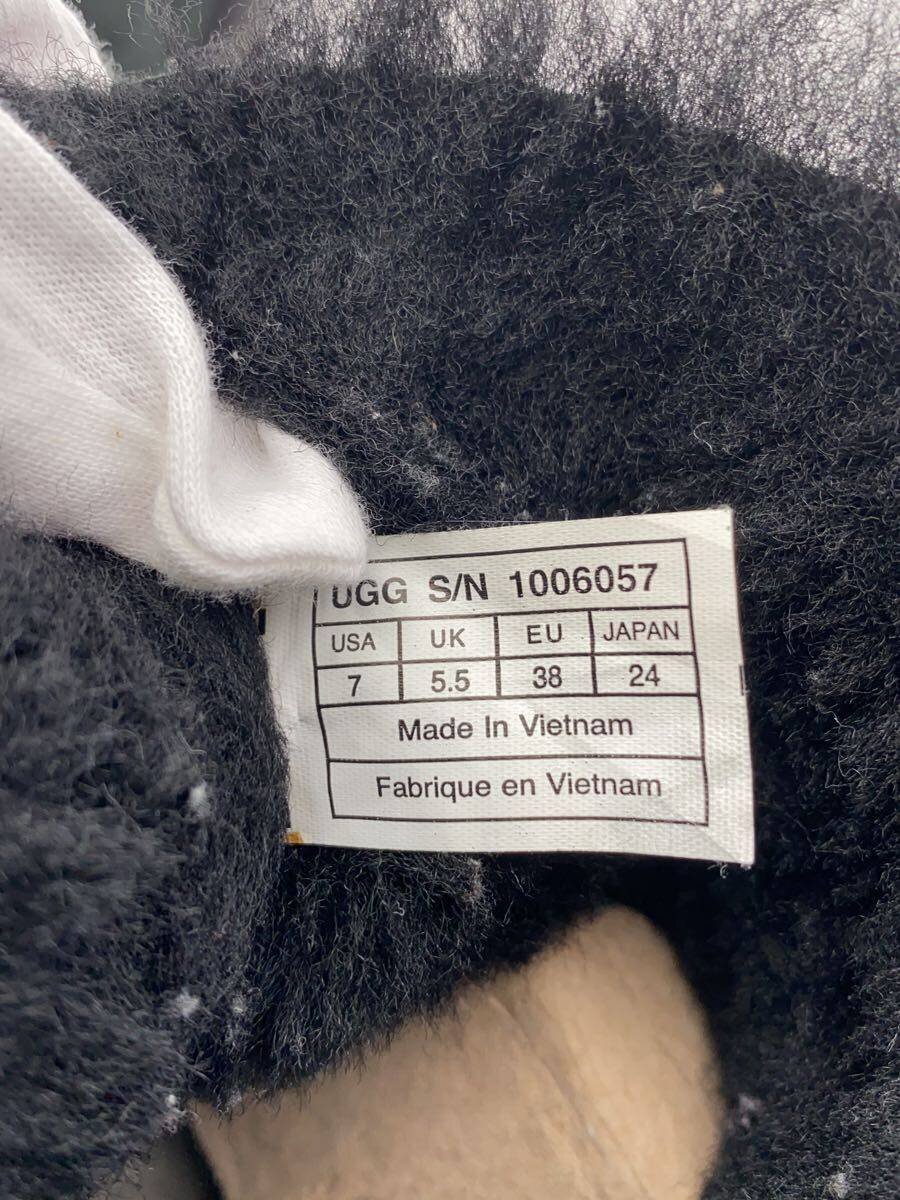 UGG S/N 1006057
USA UK EU JAPAN
7 5.5 38 24
Made In Vietnam
Fabrique en Vietnam